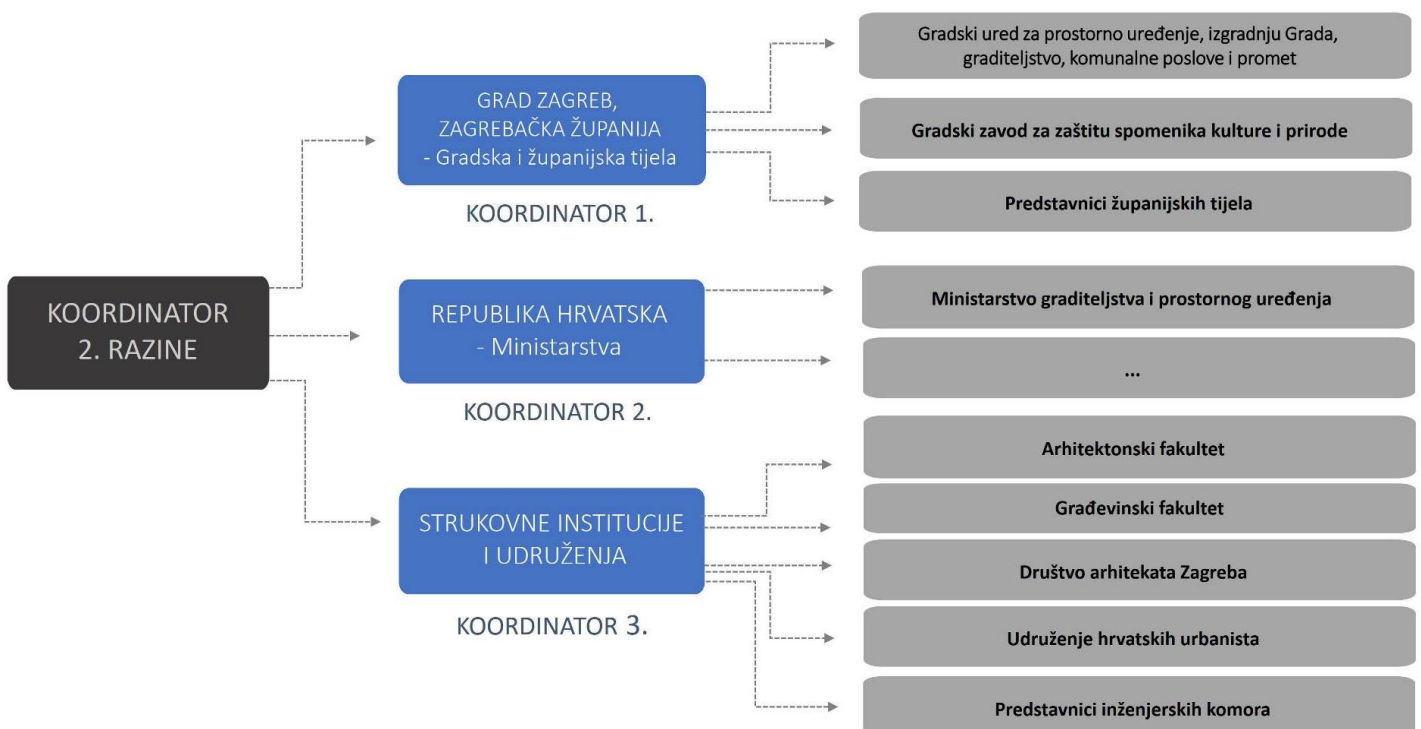 KOORDINATOR
2. RAZINE
GRAD ZAGREB,
ZAGREBAČKA ŽUPANIJA
- Gradska i županijska tijela
KOORDINATOR 1.
Gradski ured za prostorno uređenje, izgradnju Grada,
graditeljstvo, komunalne poslove i promet
Gradski zavod za zaštitu spomenika kulture i prirode
Predstavnici županijskih tijela
REPUBLIKA HRVATSKA
- Ministarstva
KOORDINATOR 2.
Ministarstvo graditeljstva i prostornog uređenja
...
STRUKOVNE INSTITUCIJE
I UDRUŽENJA
KOORDINATOR 3.
Arhitektonski fakultet
Građevinski fakultet
Društvo arhitekata Zagreba
Udruženje hrvatskih urbanista
Predstavnici inženjerskih komora